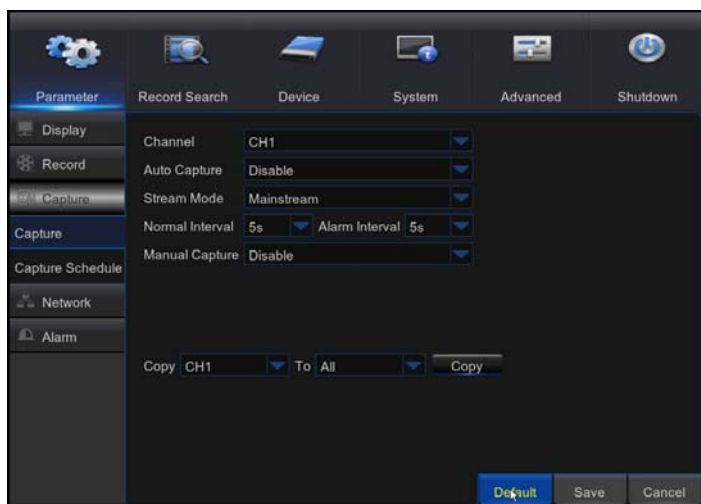 Parameter Record Search Device System Advanced Shutdown
Display
Record
Capture
Capture
Capture Schedule
Network
Alarm
Channel CH1
Auto Capture Disable
Stream Mode Mainstream
Normal Interval 5s Alarm Interval 5s
Manual Capture Disable
Copy CH1 To All Copy
Default Save Cancel